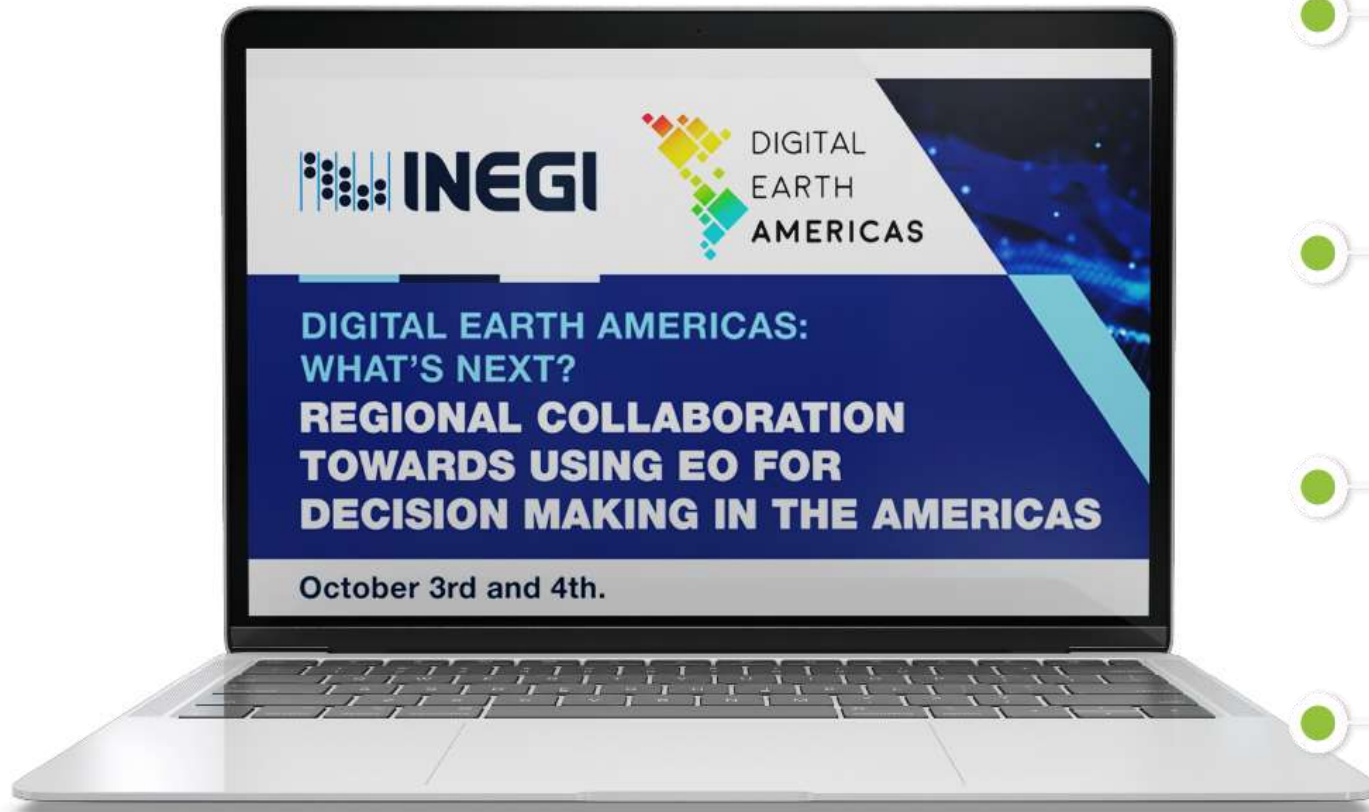 INEGI
DIGITAL
EARTH
AMERICAS
DIGITAL EARTH AMERICAS:
WHAT'S NEXT?
REGIONAL COLLABORATION
TOWARDS USING EO FOR
DECISION MAKING IN THE AMERICAS
October 3rd and 4th.